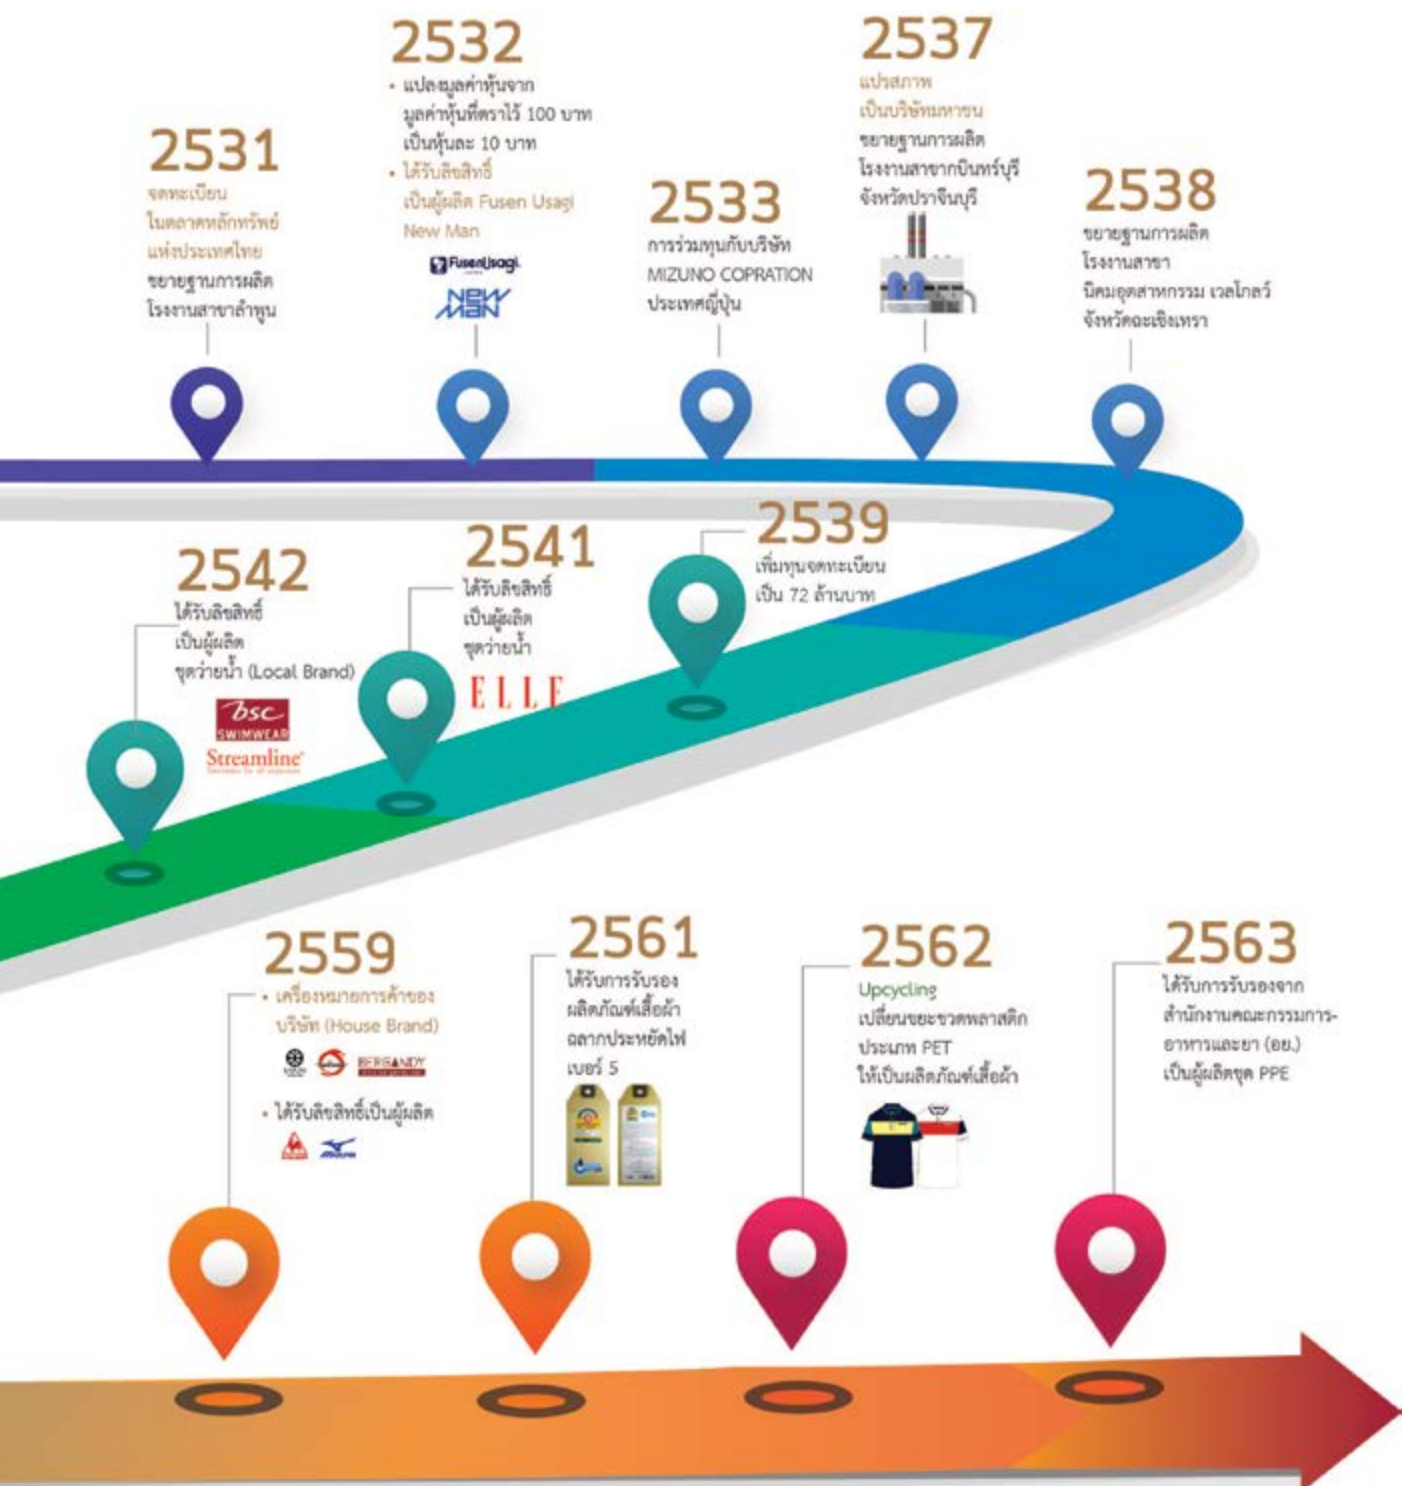 2531
จดทะเบียน
ในตลาดหลักทรัพย์
แห่งประเทศไทย
ขยายฐานการผลิต
โรงงานสาขาลำพูน
2532
• แปลงมูลค่าหุ้นจาก
มูลค่าหุ้นที่ตราไว้ 100 บาท
เป็นหุ้นละ 10 บาท
• ได้รับลิขสิทธิ์
เป็นผู้ผลิต Fusen Usagi
New Man
FusenUsagi
NEW
MAN
2533
การร่วมทุนกับบริษัท
MIZUNO COPRATION
ประเทศญี่ปุ่น
2537
แปรสภาพ
เป็นบริษัทมหาชน
ขยายฐานการผลิต
โรงงานสาขากบินทร์บุรี
จังหวัดปราจีนบุรี
2538
ขยายฐานการผลิต
โรงงานสาขา
นิคมอุตสาหกรรม เวลโกลว์
จังหวัดฉะเชิงเทรา
2539
เพิ่มทุนจดทะเบียน
เป็น 72 ล้านบาท
2541
ได้รับลิขสิทธิ์
เป็นผู้ผลิต
ชุดว่ายน้ำ
ELLE
2542
ได้รับลิขสิทธิ์
เป็นผู้ผลิต
ชุดว่ายน้ำ (Local Brand)
bsc
SWIMWEAR
Streamline
2559
• เครื่องหมายการค้าของ
บริษัท (House Brand)
BERGANDY
• ได้รับลิขสิทธิ์เป็นผู้ผลิต
MIZUNO
2561
ได้รับการรับรอง
ผลิตภัณฑ์เสื้อผ้า
ฉลากประหยัดไฟ
เบอร์ 5
2562
Upcycling
เปลี่ยนขยะขวดพลาสติก
ประเภท PET
ให้เป็นผลิตภัณฑ์เสื้อผ้า
2563
ได้รับการรับรองจาก
สำนักงานคณะกรรมการ-
อาหารและยา (อย.)
เป็นผู้ผลิตชุด PPE